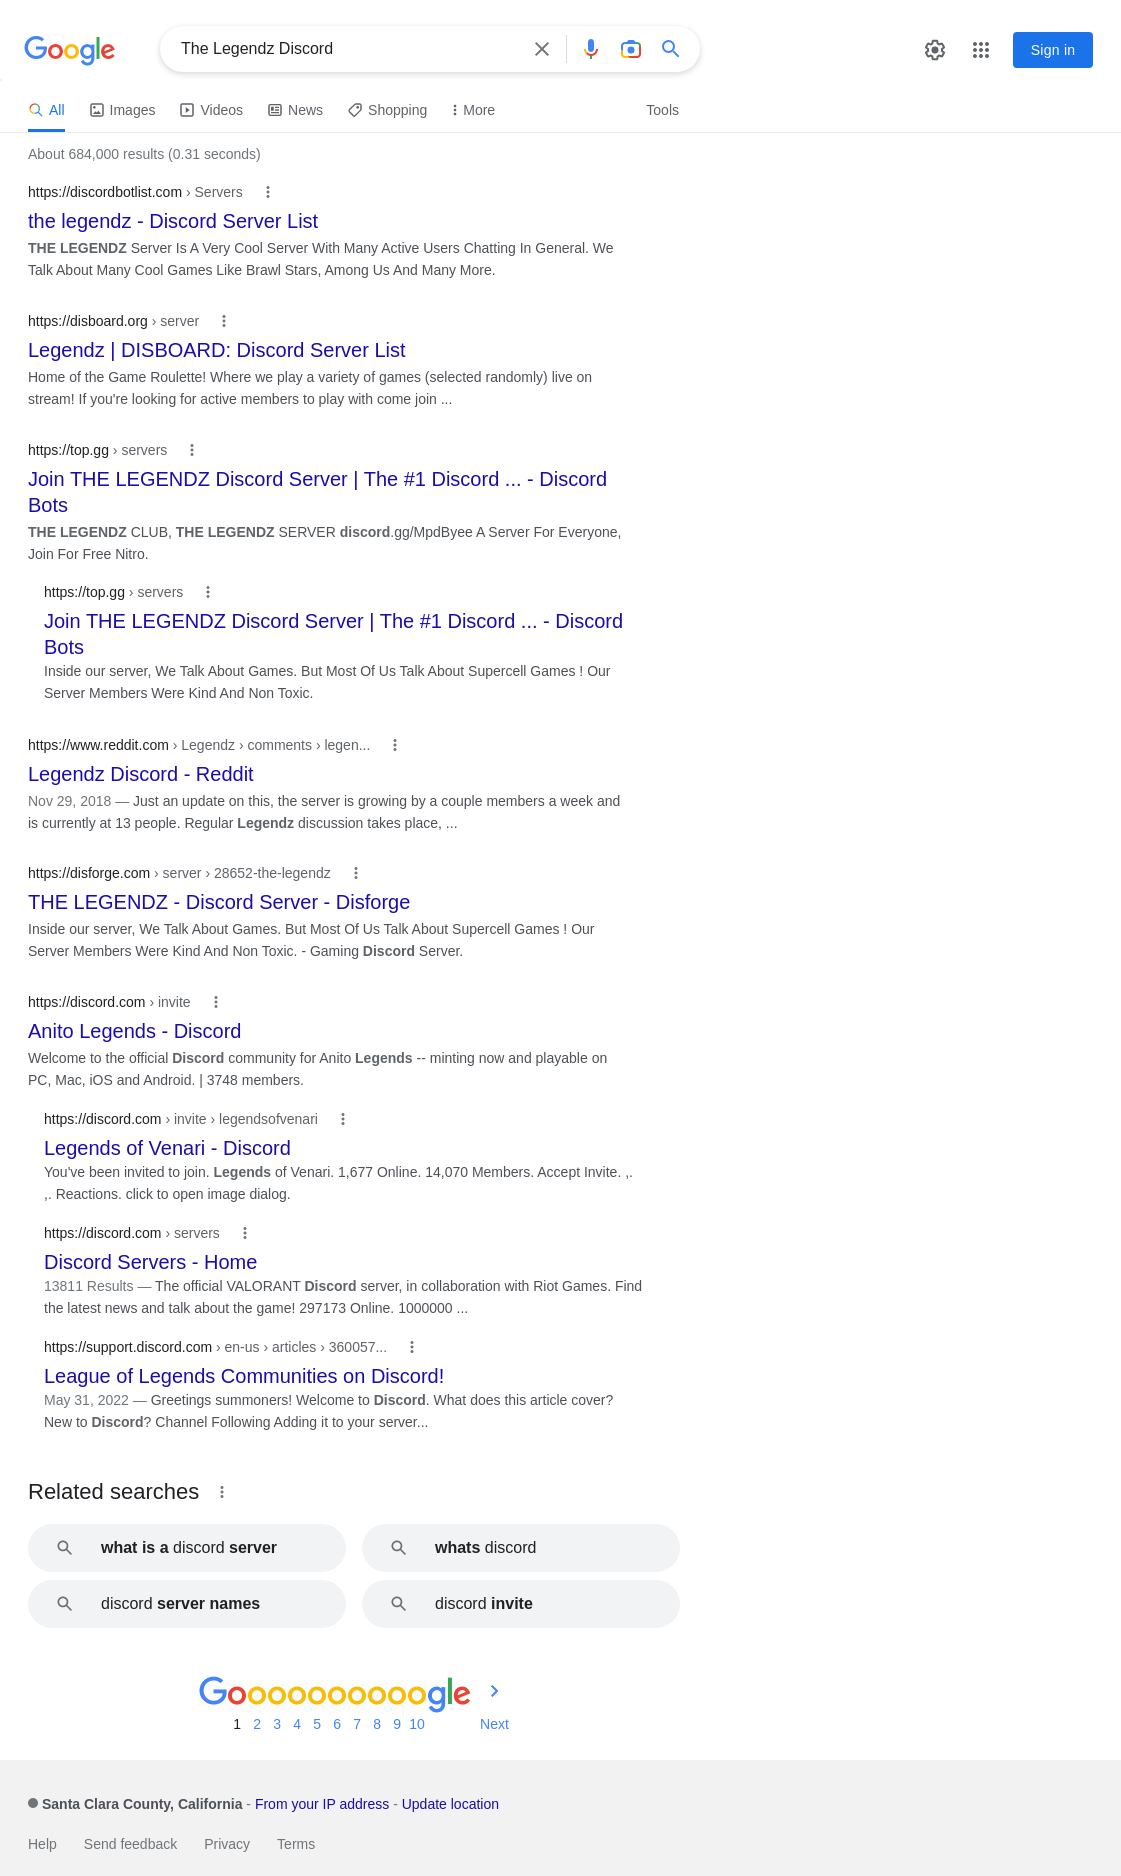 Google
The Legendz Discord
Sign in
All
Images
Videos
News
Shopping
More
Tools
About 684,000 results (0.31 seconds)
https://discordbotlist.com › Servers
the legendz - Discord Server List
THE LEGENDZ Server Is A Very Cool Server With Many Active Users Chatting In General. We
Talk About Many Cool Games Like Brawl Stars, Among Us And Many More.
https://disboard.org › server
Legendz | DISBOARD: Discord Server List
Home of the Game Roulette! Where we play a variety of games (selected randomly) live on
stream! If you're looking for active members to play with come join ...
https://top.gg › servers
Join THE LEGENDZ Discord Server | The #1 Discord ... - Discord
Bots
THE LEGENDZ CLUB, THE LEGENDZ SERVER discord.gg/MpdByee A Server For Everyone,
Join For Free Nitro.
https://top.gg › servers
Join THE LEGENDZ Discord Server | The #1 Discord ... - Discord
Bots
Inside our server, We Talk About Games. But Most Of Us Talk About Supercell Games ! Our
Server Members Were Kind And Non Toxic.
https://www.reddit.com › Legendz › comments › legen...
Legendz Discord - Reddit
Nov 29, 2018 — Just an update on this, the server is growing by a couple members a week and
is currently at 13 people. Regular Legendz discussion takes place, ...
https://disforge.com › server › 28652-the-legendz
THE LEGENDZ - Discord Server - Disforge
Inside our server, We Talk About Games. But Most Of Us Talk About Supercell Games ! Our
Server Members Were Kind And Non Toxic. - Gaming Discord Server.
https://discord.com › invite
Anito Legends - Discord
Welcome to the official Discord community for Anito Legends -- minting now and playable on
PC, Mac, iOS and Android. | 3748 members.
https://discord.com › invite › legendsofvenari
Legends of Venari - Discord
You've been invited to join. Legends of Venari. 1,677 Online. 14,070 Members. Accept Invite. ,.
,. Reactions. click to open image dialog.
https://discord.com › servers
Discord Servers - Home
13811 Results — The official VALORANT Discord server, in collaboration with Riot Games. Find
the latest news and talk about the game! 297173 Online. 1000000 ...
https://support.discord.com › en-us › articles › 360057...
League of Legends Communities on Discord!
May 31, 2022 — Greetings summoners! Welcome to Discord. What does this article cover?
New to Discord? Channel Following Adding it to your server...
Related searches
what is a discord server
whats discord
discord server names
discord invite
Goooooooooogle
1 2 3 4 5 6 7 8 9 10 Next
Santa Clara County, California - From your IP address - Update location
Help Send feedback Privacy Terms